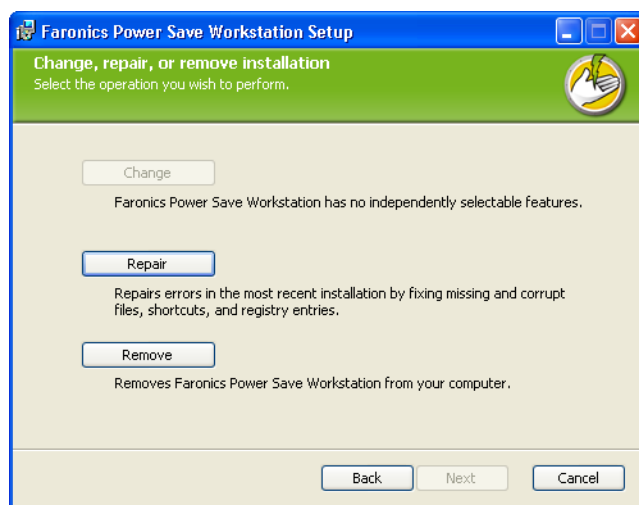 Faronics Power Save Workstation Setup
Change, repair, or remove installation
Select the operation you wish to perform.
Change
Faronics Power Save Workstation has no independently selectable features.
Repair
Repairs errors in the most recent installation by fixing missing and corrupt
files, shortcuts, and registry entries.
Remove
Removes Faronics Power Save Workstation from your computer.
Back Next Cancel